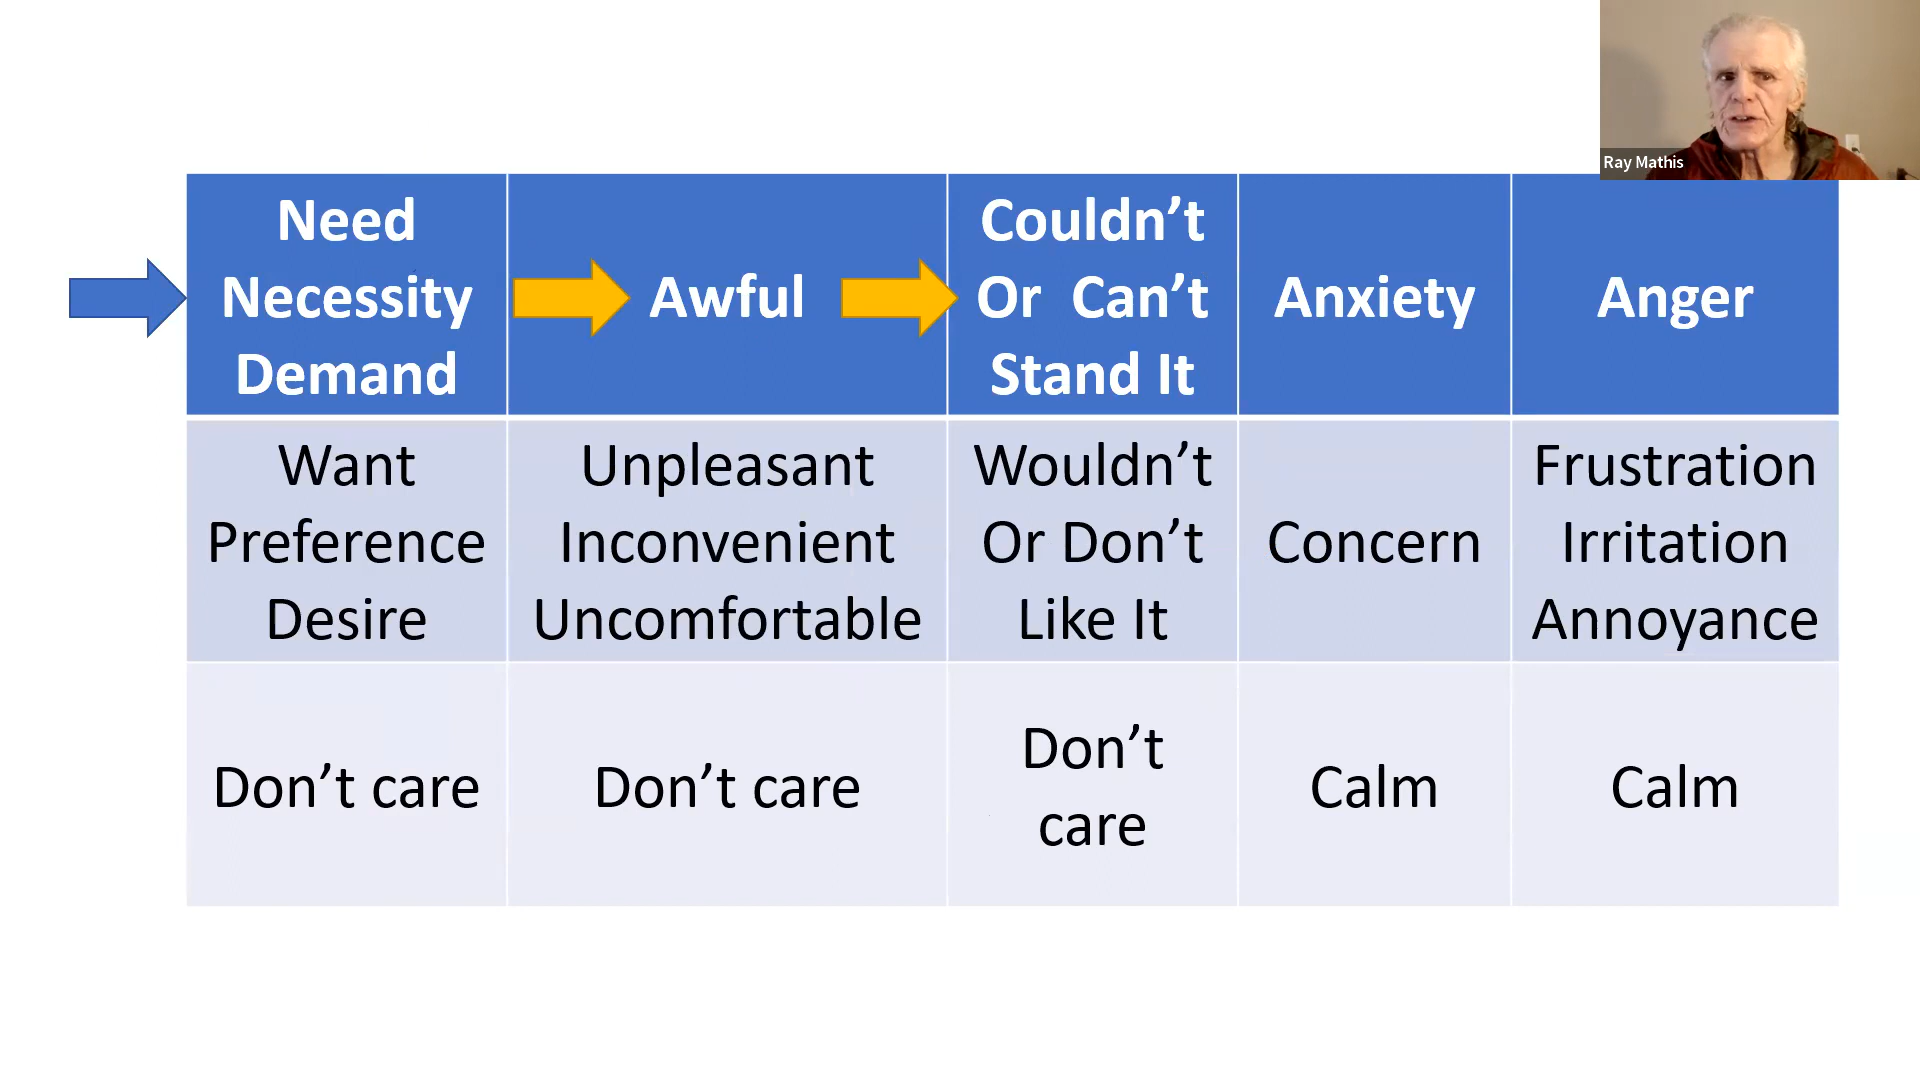 Ray Mathis
Need
Necessity
Demand
Awful
Couldn’t
Or  Can’t
Stand It
Anxiety
Anger
Want
Preference
Desire
Unpleasant
Inconvenient
Uncomfortable
Wouldn’t
Or Don’t
Like It
Concern
Frustration
Irritation
Annoyance
Don’t care
Don’t care
Don’t
care
Calm
Calm